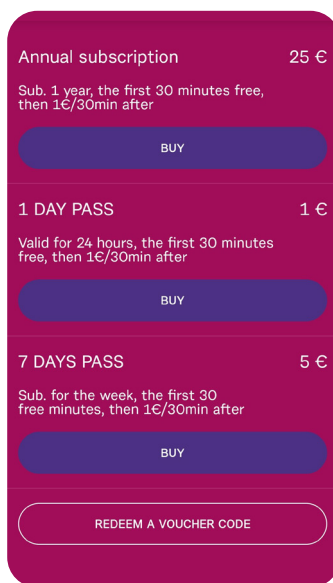 Annual subscription 25 €
Sub. 1 year, the first 30 minutes free,
then 1€/30min after
BUY
1 DAY PASS 1 €
Valid for 24 hours, the first 30 minutes
free, then 1€/30min after
BUY
7 DAYS PASS 5 €
Sub. for the week, the first 30
free minutes, then 1€/30min after
BUY
REDEEM A VOUCHER CODE